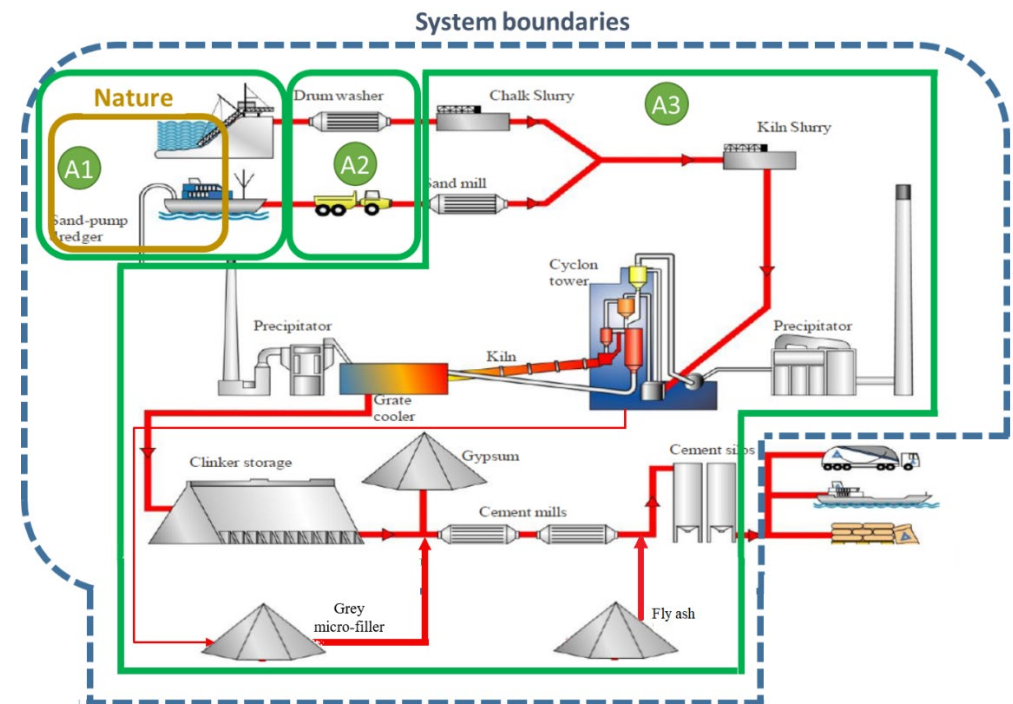 System boundaries
Nature
A1
Sand-pump
dredger
Drum washer
A2
Chalk Slurry
Sand mill
A3
Kiln Slurry
Cyclon
tower
Precipitator
Kiln
Precipitator
Grate
cooler
Clinker storage
Gypsum
Cement mills
Cement silos
Grey
micro-filler
Fly ash